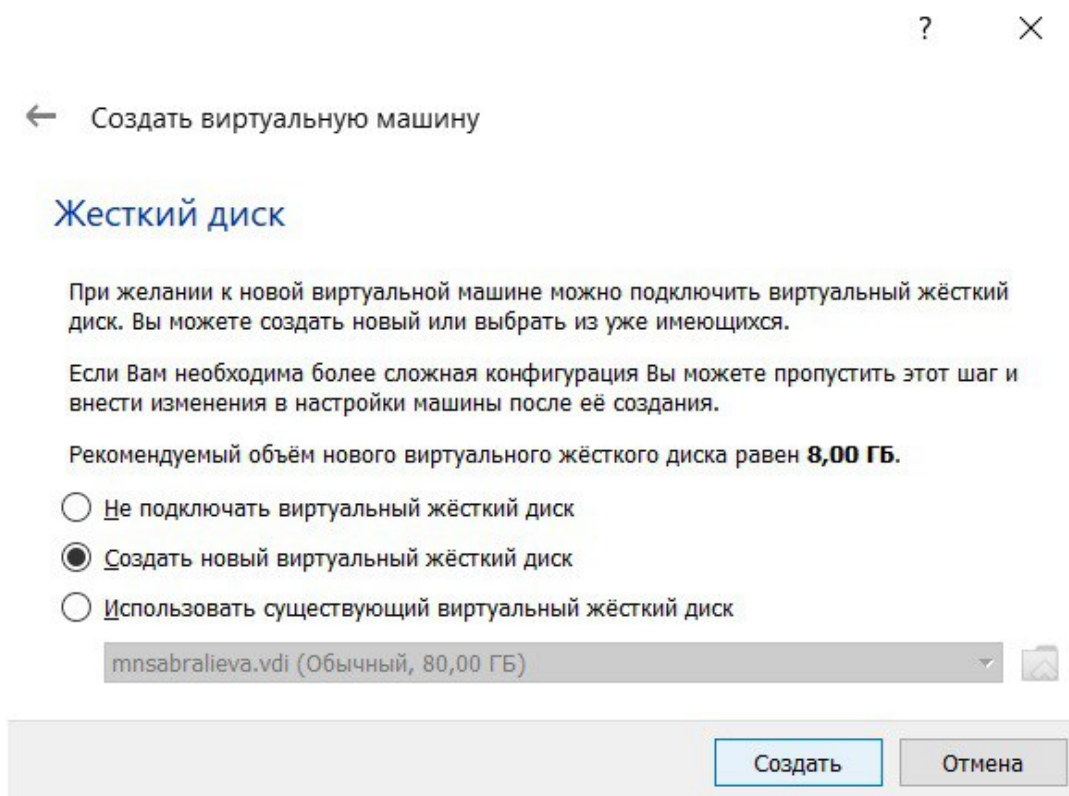 ?
Создать виртуальную машину
Жесткий диск
При желании к новой виртуальной машине можно подключить виртуальный жёсткий
диск. Вы можете создать новый или выбрать из уже имеющихся.
Если Вам необходима более сложная конфигурация Вы можете пропустить этот шаг и
внести изменения в настройки машины после её создания.
Рекомендуемый объём нового виртуального жёсткого диска равен 8,00 ГБ.
Не подключать виртуальный жёсткий диск
Создать новый виртуальный жёсткий диск
Использовать существующий виртуальный жёсткий диск
mnsabralieva.vdi (Обычный, 80,00 ГБ)
Создать Отмена